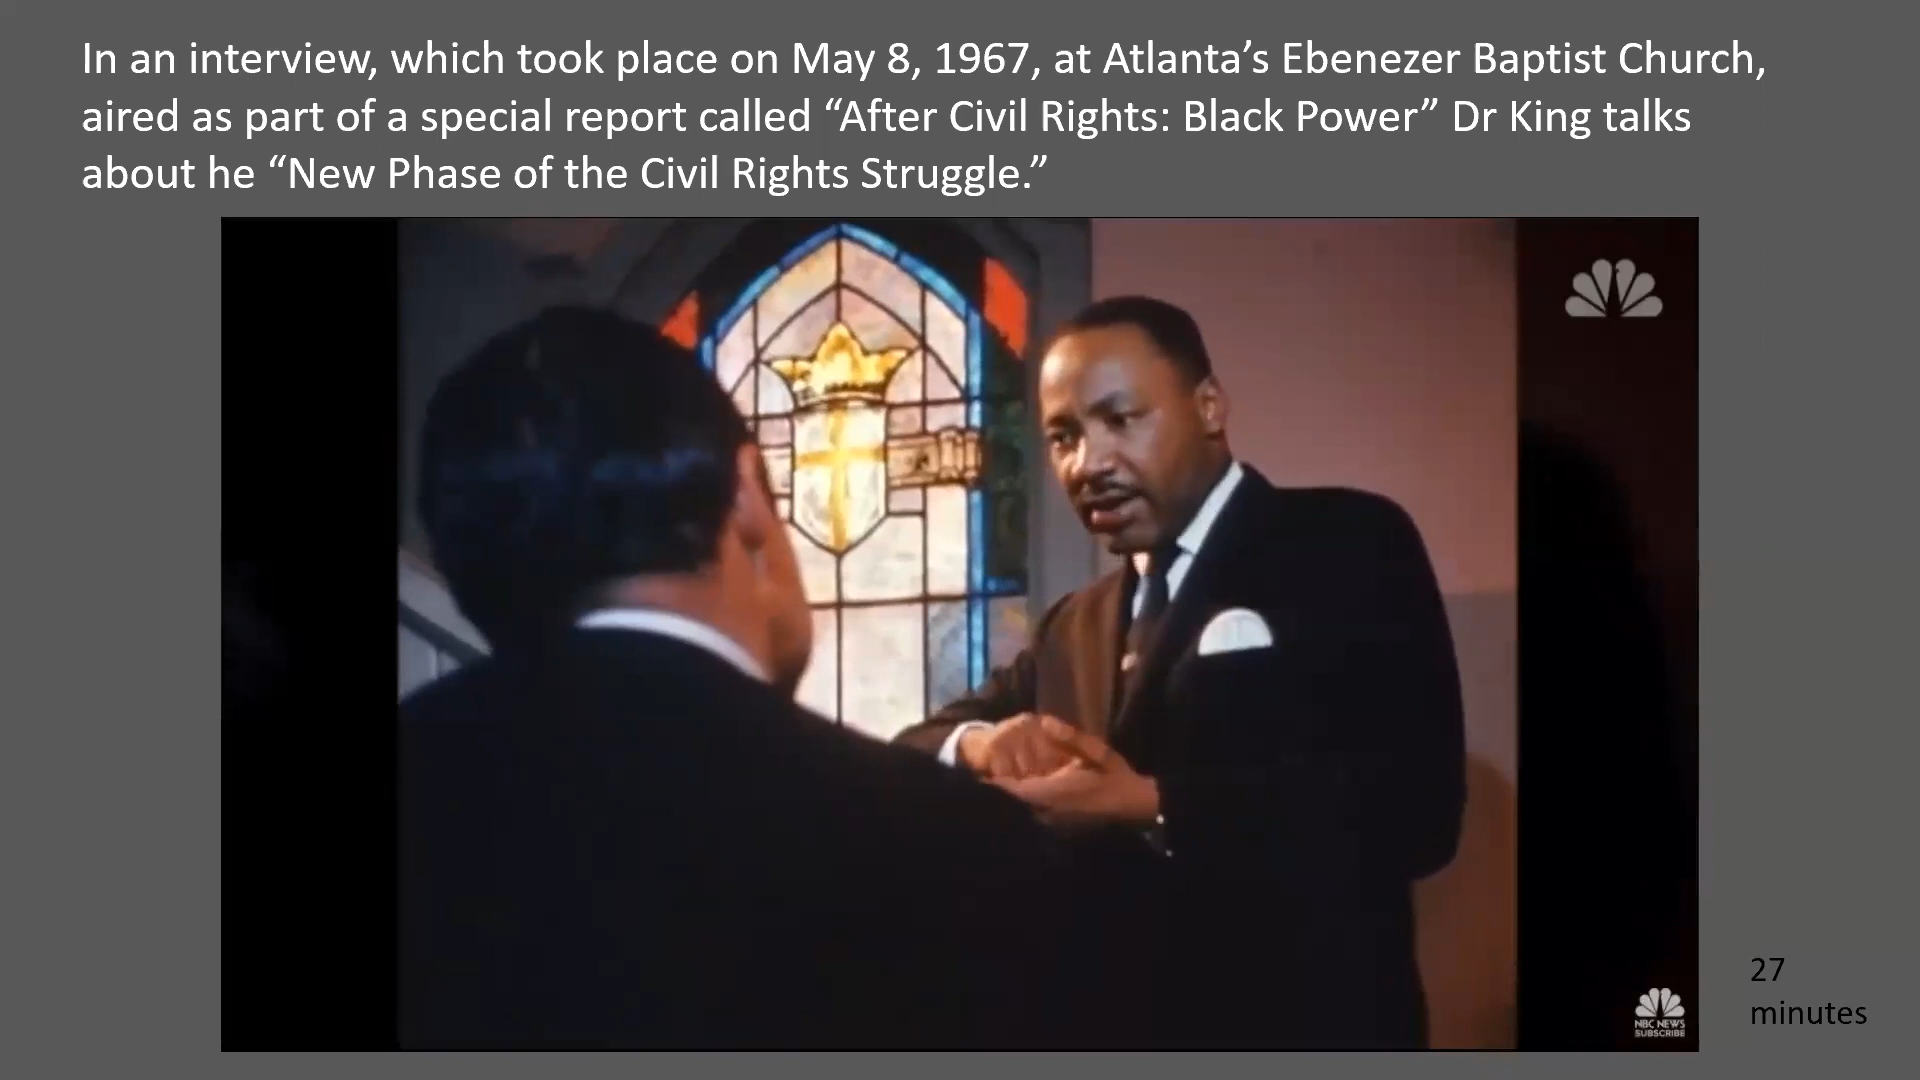 In an interview, which took place on May 8, 1967, at Atlanta’s Ebenezer Baptist Church,
aired as part of a special report called “After Civil Rights: Black Power” Dr King talks
about he “New Phase of the Civil Rights Struggle.”
NBC NEWS
SUBSCRIBE
27
minutes